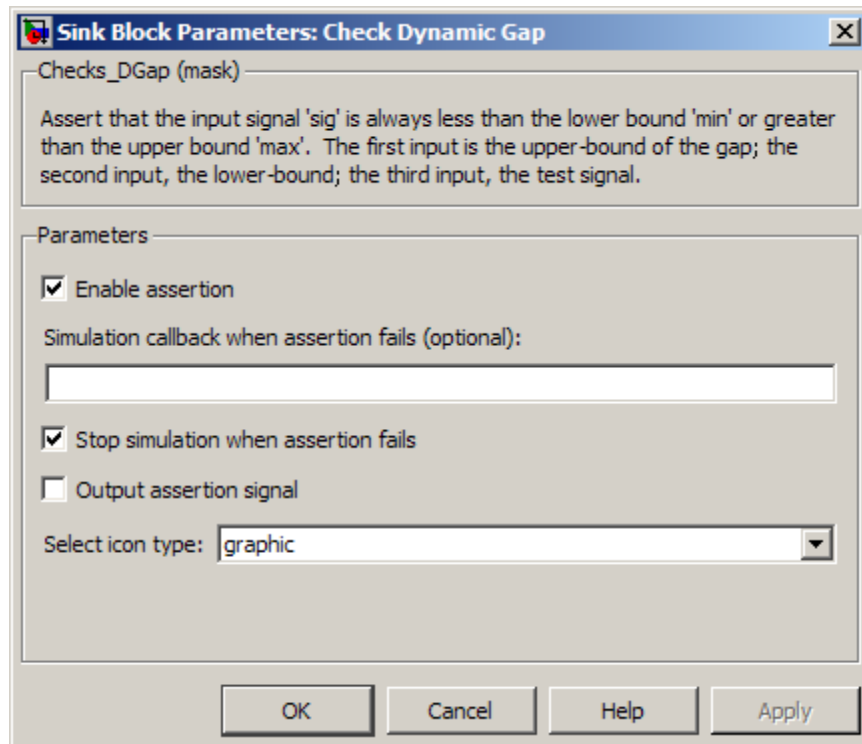 Sink Block Parameters: Check Dynamic Gap
Checks_DGap (mask)
Assert that the input signal 'sig' is always less than the lower bound 'min' or greater
than the upper bound 'max'.  The first input is the upper-bound of the gap; the
second input, the lower-bound; the third input, the test signal.
Parameters
Enable assertion
Simulation callback when assertion fails (optional):
Stop simulation when assertion fails
Output assertion signal
Select icon type: graphic
OK Cancel Help Apply